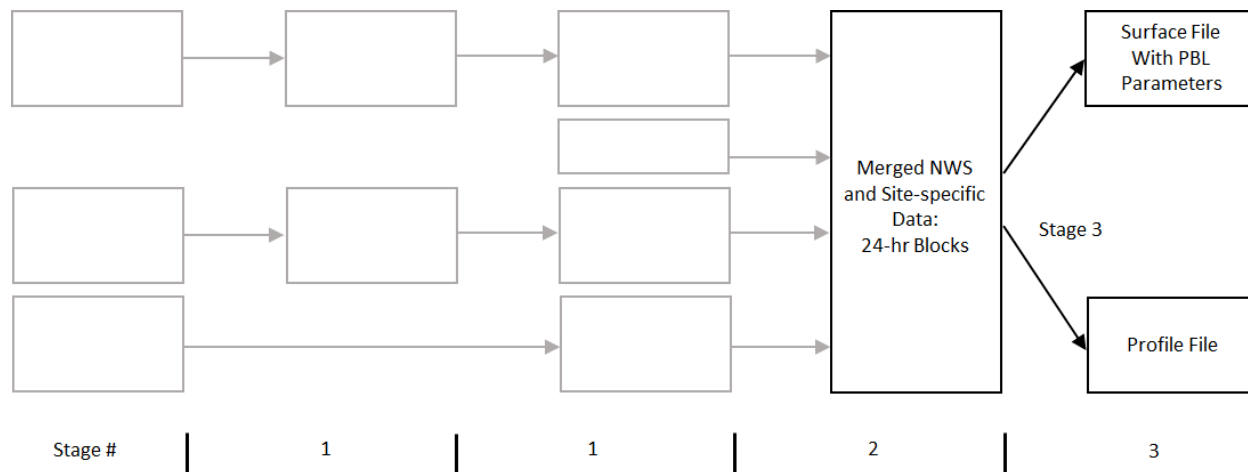 Surface File
With PBL
Parameters
Merged NWS
and Site-specific
Data:
24-hr Blocks
Stage 3
Profile File
Stage #
1
1
2
3